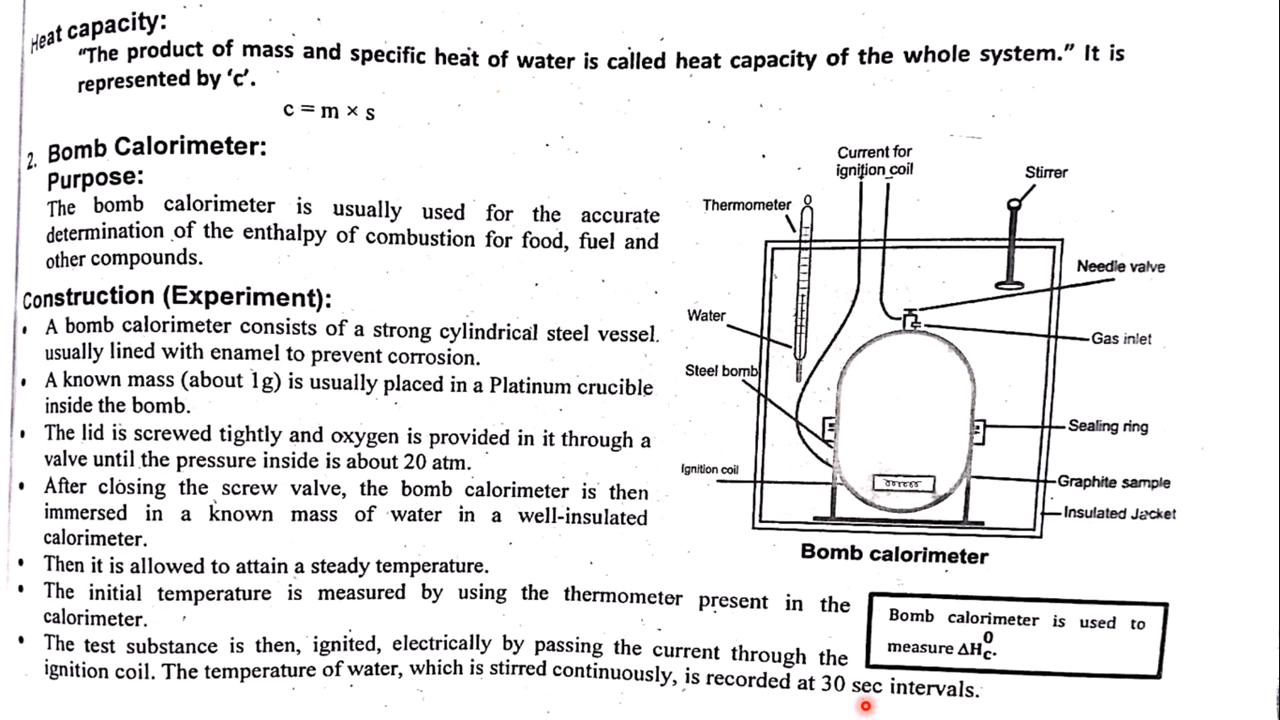 Heat capacity:
"The product of mass and specific heat of water is called heat capacity of the whole system." It is
represented by 'c'.
c = m × s
2. Bomb Calorimeter:
Purpose:
The bomb calorimeter is usually used for the accurate
determination of the enthalpy of combustion for food, fuel and
other compounds.
Construction (Experiment):
• A bomb calorimeter consists of a strong cylindrical steel vessel.
usually lined with enamel to prevent corrosion.
• A known mass (about 1g) is usually placed in a Platinum crucible
inside the bomb.
• The lid is screwed tightly and oxygen is provided in it through a
valve until the pressure inside is about 20 atm.
• After closing the screw valve, the bomb calorimeter is then
immersed in a known mass of water in a well-insulated
calorimeter.
• Then it is allowed to attain a steady temperature.
• The initial temperature is measured by using the thermometer present in the
calorimeter.
• The test substance is then, ignited, electrically by passing the current through the
ignition coil. The temperature of water, which is stirred continuously, is recorded at 30 sec intervals.
Current for
ignition coil
Stirrer
Thermometer
Needle valve
Water
Gas inlet
Steel bomb
Sealing ring
Ignition coil
Graphite sample
Insulated Jacket
Bomb calorimeter
Bomb calorimeter is used to
measure ΔH⁰c.